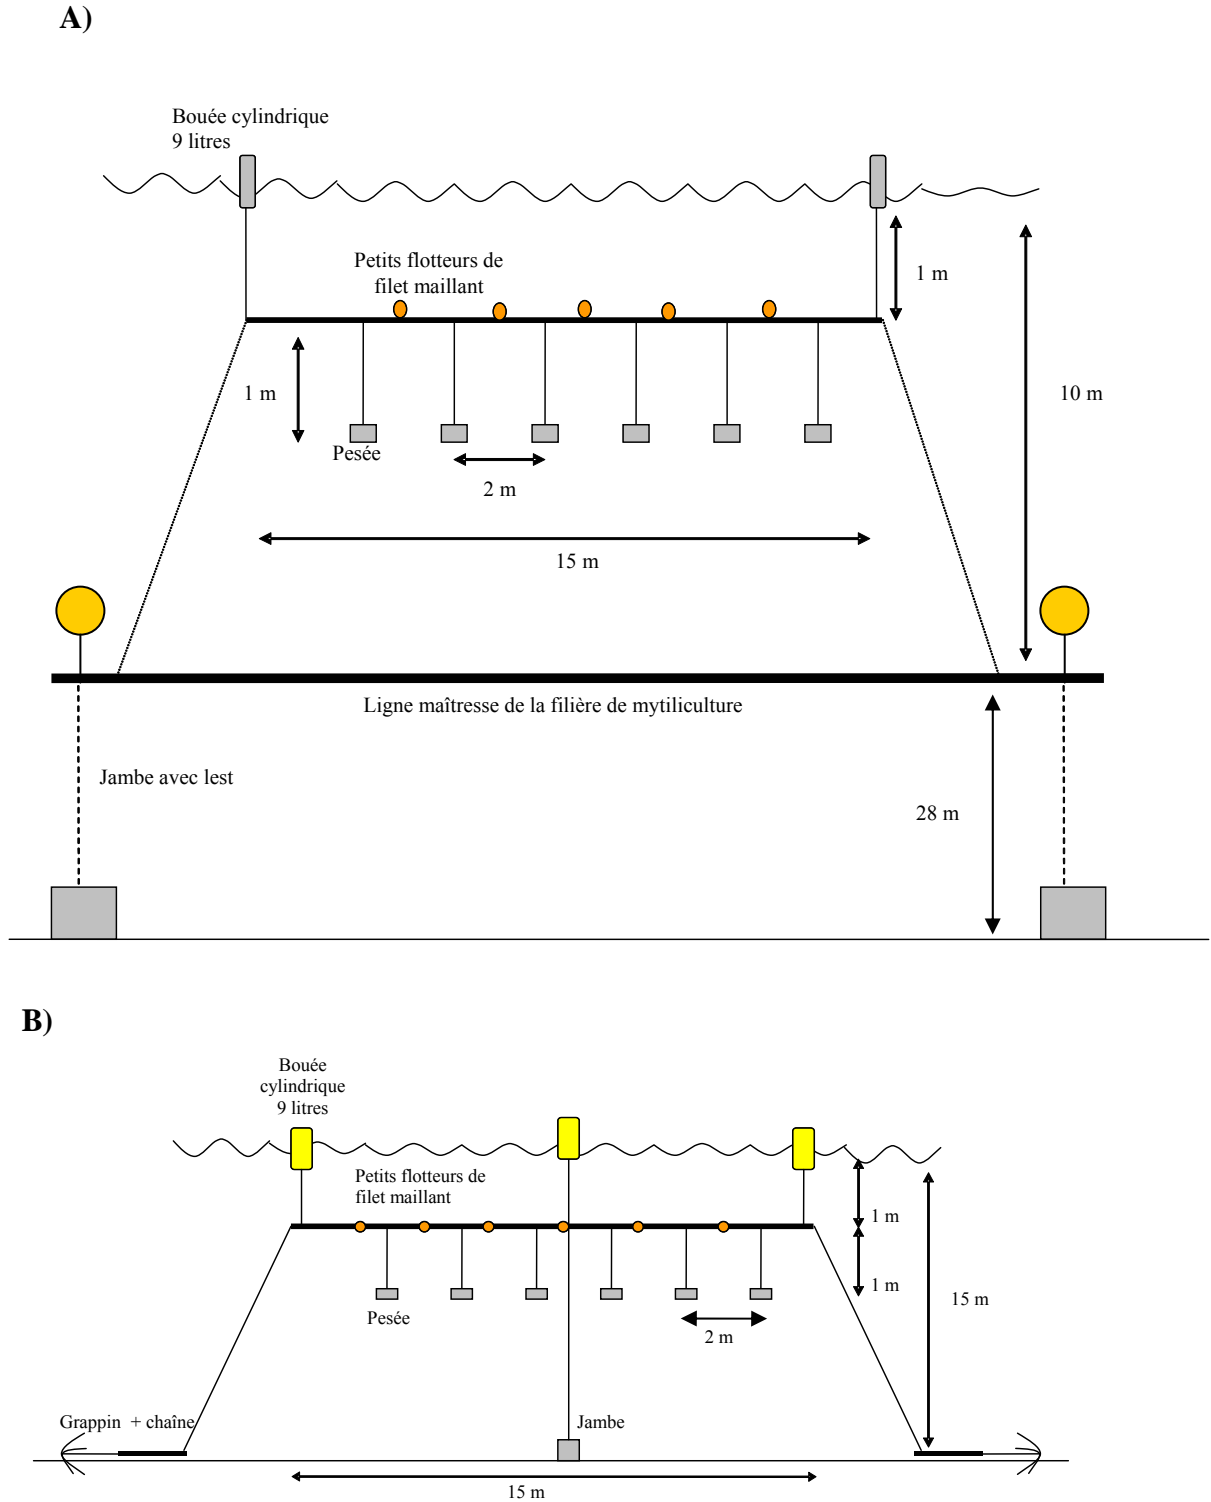 A)
Bouée cylindrique
9 litres
Petits flotteurs de
filet maillant
1 m
1 m
10 m
Pesée
2 m
15 m
Ligne maîtresse de la filière de mytiliculture
Jambe avec lest
28 m
B)
Bouée
cylindrique
9 litres
Petits flotteurs de
filet maillant
1 m
1 m
15 m
Pesée
2 m
Grappin + chaîne
Jambe
15 m